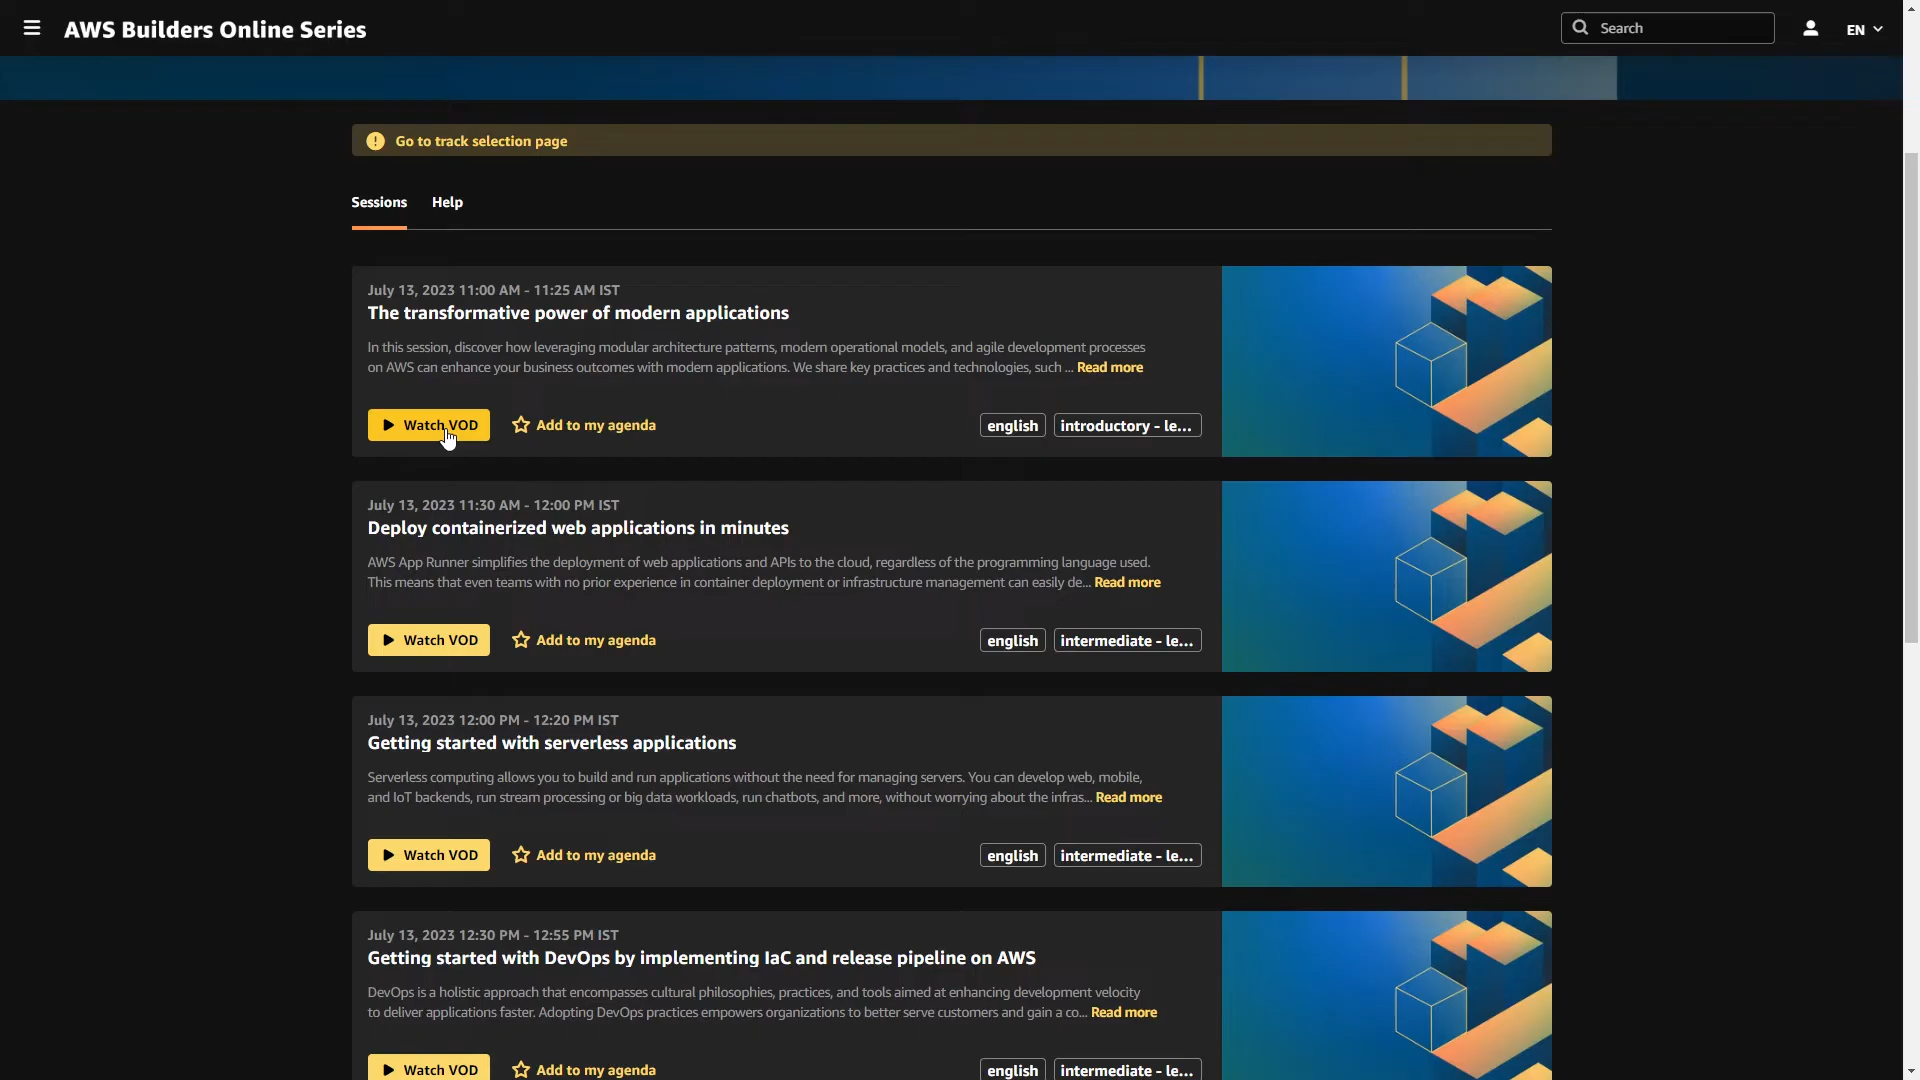 AWS Builders Online Series
Search
EN
Go to track selection page
Sessions
Help
July 13, 2023 11:00 AM - 11:25 AM IST
The transformative power of modern applications
In this session, discover how leveraging modular architecture patterns, modern operational models, and agile development processes
on AWS can enhance your business outcomes with modern applications. We share key practices and technologies, such ... Read more
Watch VOD
Add to my agenda
english
introductory - le...
July 13, 2023 11:30 AM - 12:00 PM IST
Deploy containerized web applications in minutes
AWS App Runner simplifies the deployment of web applications and APIs to the cloud, regardless of the programming language used.
This means that even teams with no prior experience in container deployment or infrastructure management can easily de... Read more
Watch VOD
Add to my agenda
english
intermediate - le...
July 13, 2023 12:00 PM - 12:20 PM IST
Getting started with serverless applications
Serverless computing allows you to build and run applications without the need for managing servers. You can develop web, mobile,
and IoT backends, run stream processing or big data workloads, run chatbots, and more, without worrying about the infras... Read more
Watch VOD
Add to my agenda
english
intermediate - le...
July 13, 2023 12:30 PM - 12:55 PM IST
Getting started with DevOps by implementing IaC and release pipeline on AWS
DevOps is a holistic approach that encompasses cultural philosophies, practices, and tools aimed at enhancing development velocity
to deliver applications faster. Adopting DevOps practices empowers organizations to better serve customers and gain a co... Read more
Watch VOD
Add to my agenda
english
intermediate - le...